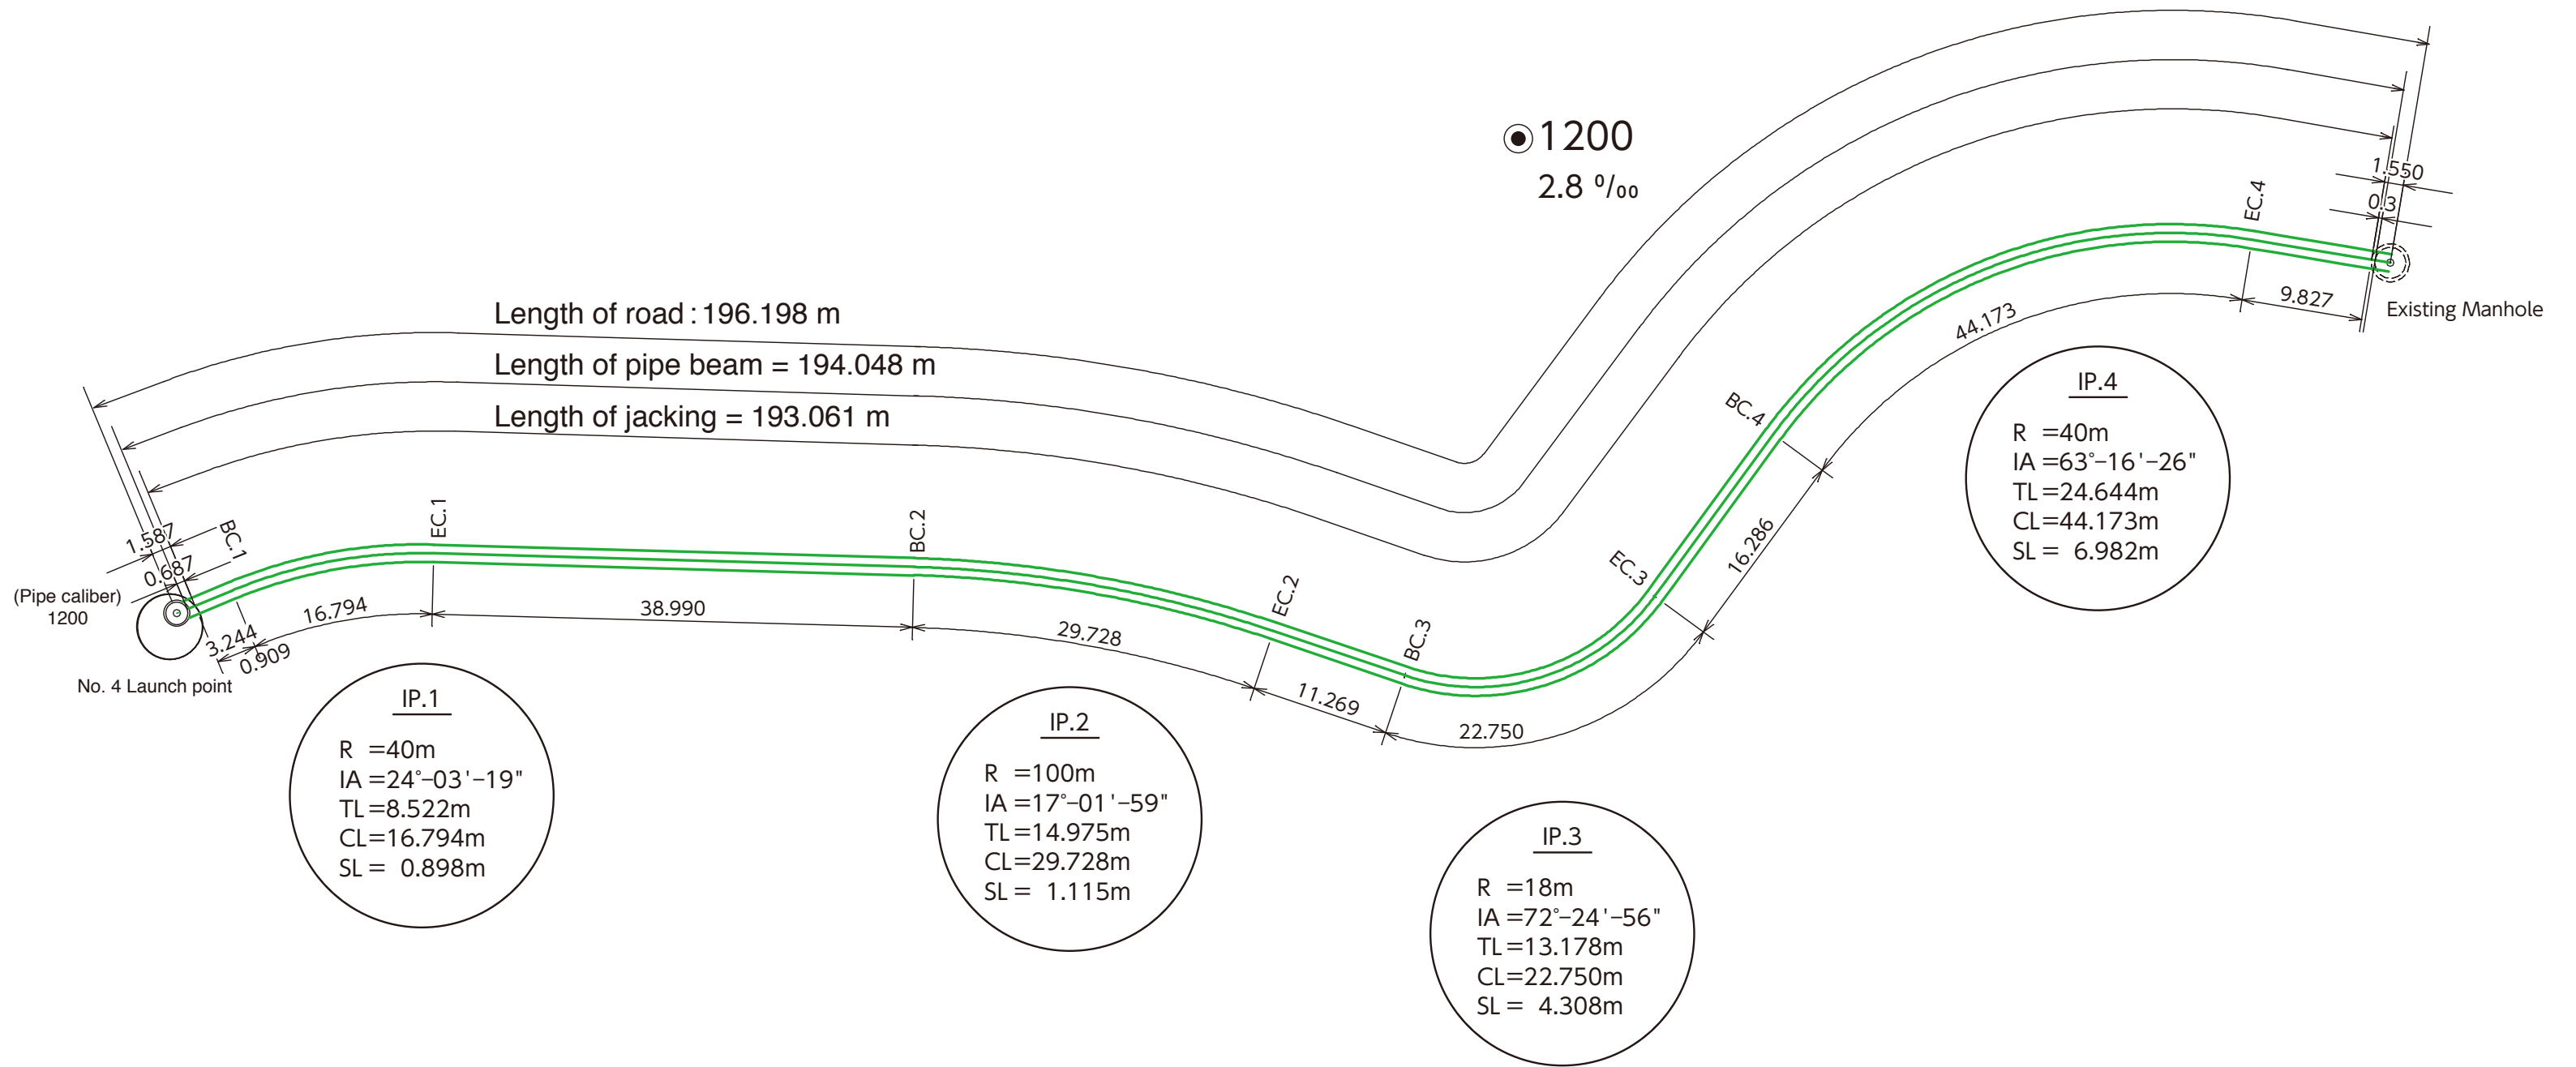 1200
2.8 ⁰/₀₀
Length of road : 196.198 m
Length of pipe beam = 194.048 m
Length of jacking = 193.061 m
1.550
0.3
EC.4
9.827
Existing Manhole
44.173
BC.4
16.286
EC.3
BC.3
22.750
11.269
EC.2
29.728
BC.2
38.990
EC.1
16.794
BC.1
1.587
0.687
3.244
0.909
(Pipe caliber)
1200
No. 4 Launch point
IP.1
R =40m
IA =24°-03'-19"
TL=8.522m
CL=16.794m
SL = 0.898m
IP.2
R =100m
IA =17°-01'-59"
TL=14.975m
CL=29.728m
SL = 1.115m
IP.3
R =18m
IA =72°-24'-56"
TL=13.178m
CL=22.750m
SL = 4.308m
IP.4
R =40m
IA =63°-16'-26"
TL=24.644m
CL=44.173m
SL = 6.982m